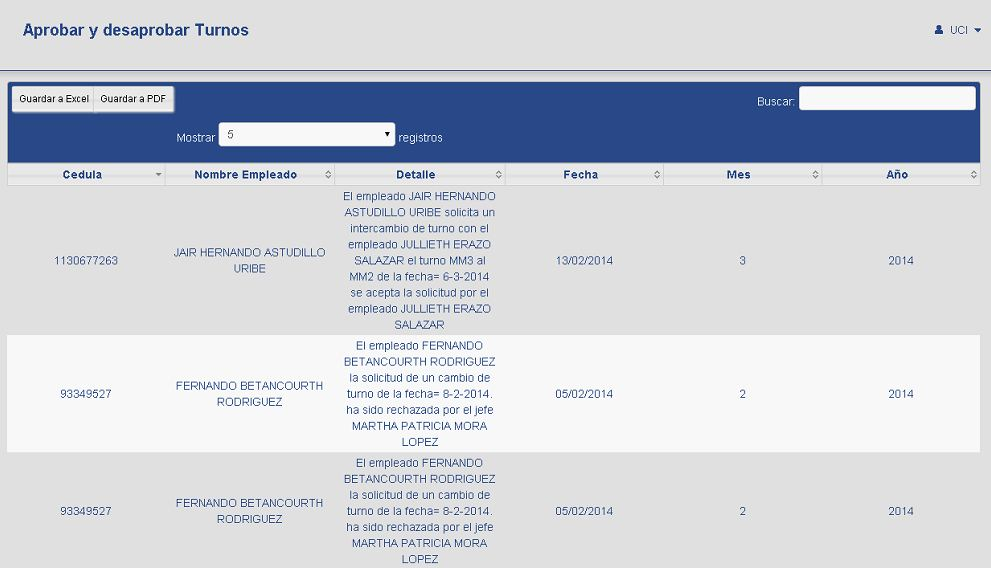 Aprobar y desaprobar Turnos
UCI
Guardar a Excel Guardar a PDF
Buscar:
Mostrar 5 registros
Cedula Nombre Empleado Detalle Fecha Mes Año
El empleado JAIR HERNANDO
ASTUDILLO URIBE solicita un
intercambio de turno con el
empleado JULLIETH ERAZO
SALAZAR el turno MM3 al
MM2 de la fecha= 6-3-2014
se acepta la solicitud por el
empleado JULLIETH ERAZO
SALAZAR
1130677263
JAIR HERNANDO ASTUDILLO
URIBE
13/02/2014
3
2014
El empleado FERNANDO
BETANCOURTH RODRIGUEZ
la solicitud de un cambio de
turno de la fecha= 8-2-2014.
ha sido rechazada por el jefe
MARTHA PATRICIA MORA
LOPEZ
93349527
FERNANDO BETANCOURTH
RODRIGUEZ
05/02/2014
2
2014
El empleado FERNANDO
BETANCOURTH RODRIGUEZ
la solicitud de un cambio de
turno de la fecha= 8-2-2014.
ha sido rechazada por el jefe
MARTHA PATRICIA MORA
LOPEZ
93349527
FERNANDO BETANCOURTH
RODRIGUEZ
05/02/2014
2
2014